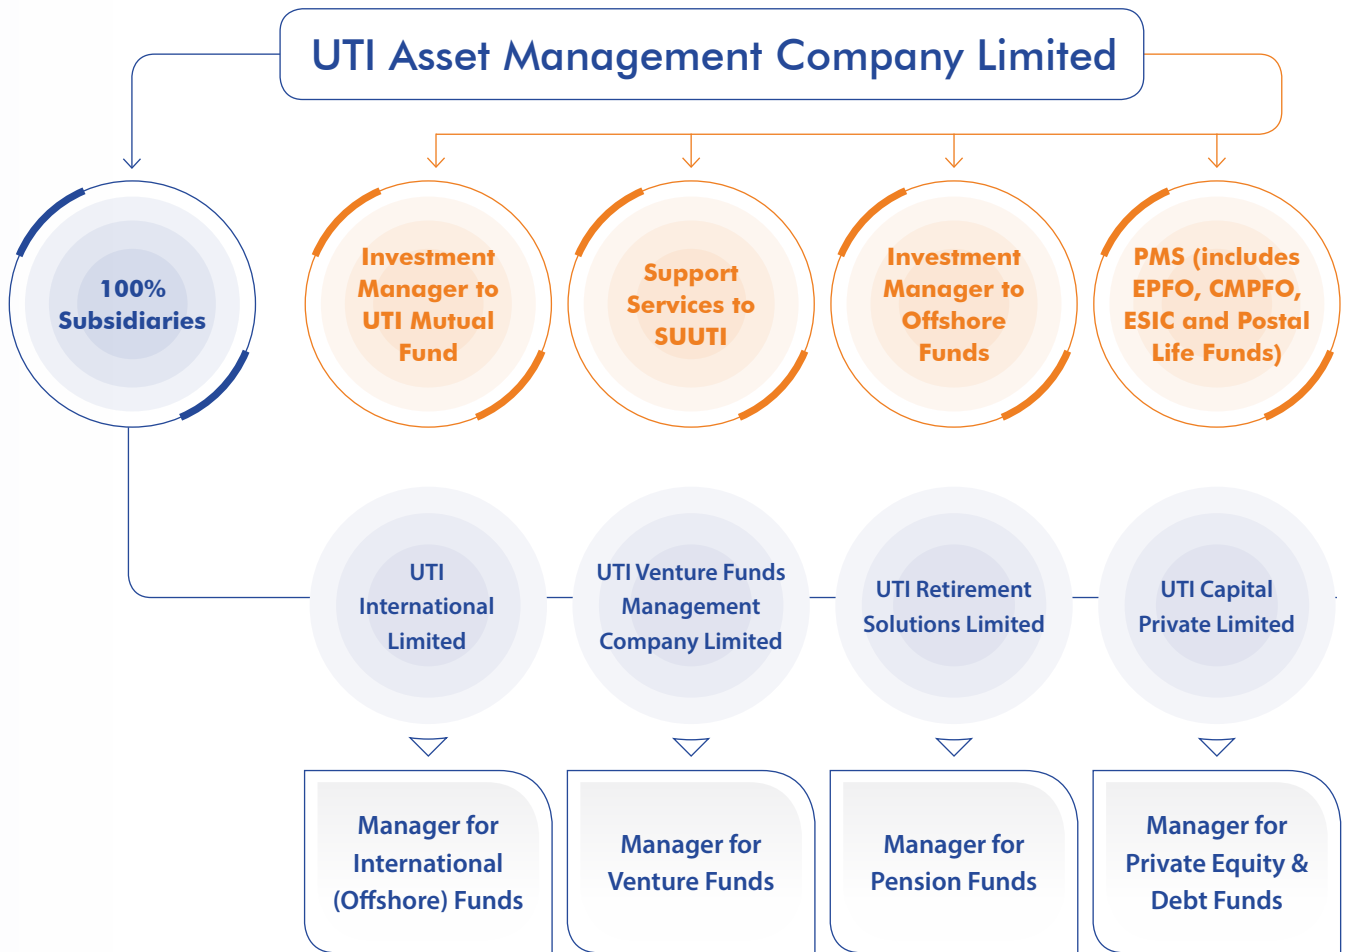 UTI Asset Management Company Limited
100%
Subsidiaries
Investment
Manager to
UTI Mutual
Fund
Support
Services to
SUUTI
Investment
Manager to
Offshore
Funds
PMS (includes
EPFO, CMPFO,
ESIC and Postal
Life Funds)
UTI
International
Limited
UTI Venture Funds
Management
Company Limited
UTI Retirement
Solutions Limited
UTI Capital
Private Limited
Manager for
International
(Offshore) Funds
Manager for
Venture Funds
Manager for
Pension Funds
Manager for
Private Equity &
Debt Funds